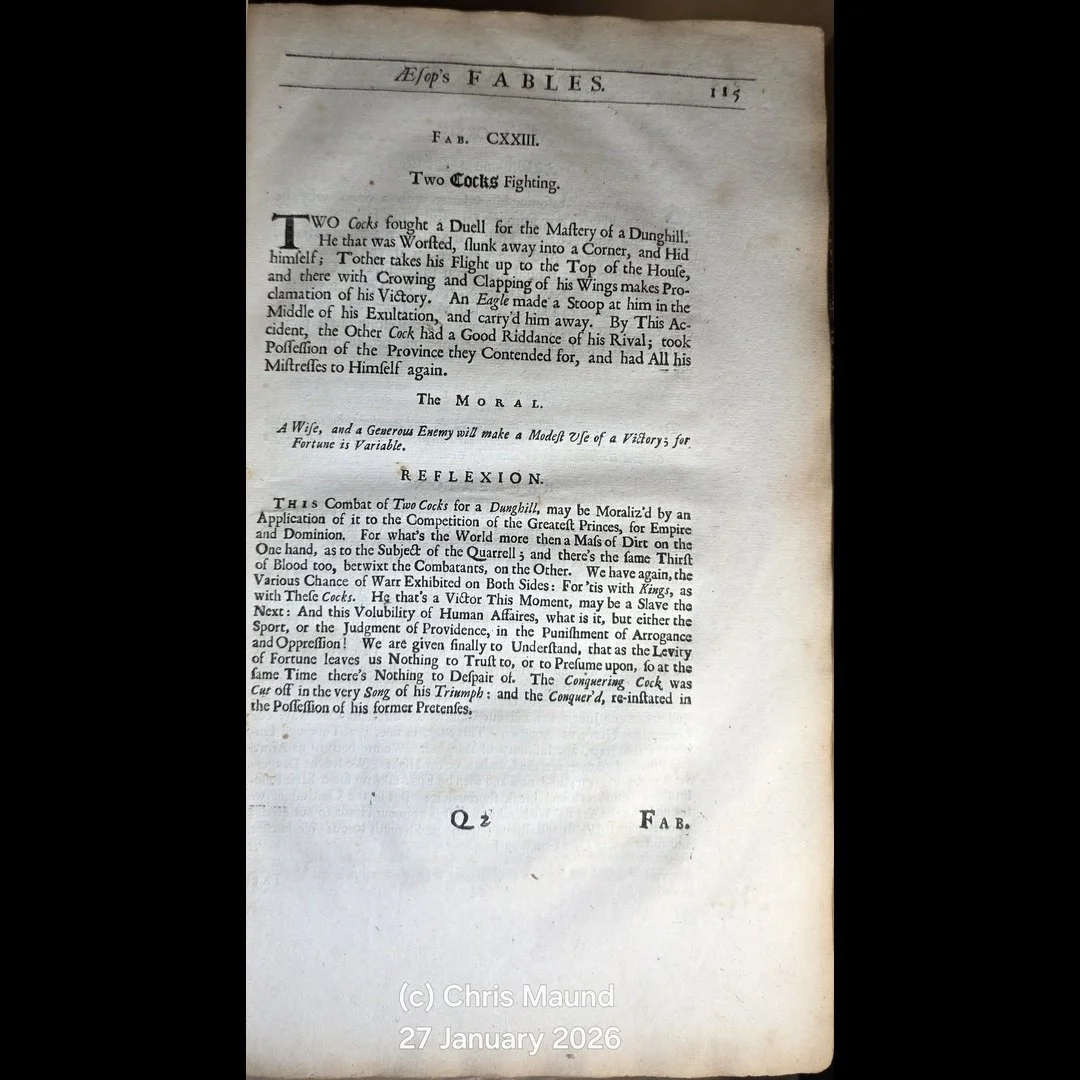 Æſop's FABLES. 115
FAB. CXXIII.
Two Cocks Fighting.
TWO Cocks fought a Duell for the Maſtery of a Dunghill.
He that was Worſted, ſlunk away into a Corner, and Hid
himſelf; T'other takes his Flight up to the Top of the Houſe,
and there with Crowing and Clapping of his Wings makes Pro-
clamation of his Victory. An Eagle made a Stoop at him in the
Middle of his Exultation, and carry'd him away. By This Ac-
cident, the Other Cock had a Good Riddance of his Rival; took
Poſſeſſion of the Province they Contended for, and had All his
Miſtreſſes to Himſelf again.
The MORAL.
A Wiſe, and a Generous Enemy will make a Modeſt Uſe of a Victory; for
Fortune is Variable.
REFLEXION.
THIS Combat of Two Cocks for a Dunghill, may be Moraliz'd by an
Application of it to the Competition of the Greateſt Princes, for Empire
and Dominion. For what's the World more then a Maſs of Dirt on the
One hand, as to the Subject of the Quarrell; and there's the ſame Thirſt
of Blood too, betwixt the Combatants, on the Other. We have again, the
Various Chance of Warr Exhibited on Both Sides: For 'tis with Kings, as
with Theſe Cocks. He that's a Victor This Moment, may be a Slave the
Next: And this Volubility of Human Affaires, what is it, but either the
Sport, or the Judgment of Providence, in the Puniſhment of Arrogance
and Oppreſſion! We are given finally to Underſtand, that as the Levity
of Fortune leaves us Nothing to Truſt to, or to Preſume upon, ſo at the
ſame Time there's Nothing to Deſpair of. The Conquering Cock was
Cut off in the very Song of his Triumph: and the Conquer'd, re-inſtated in
the Poſſeſſion of his former Pretenſes.
Q 2 FAB.
(c) Chris Maund
27 January 2026